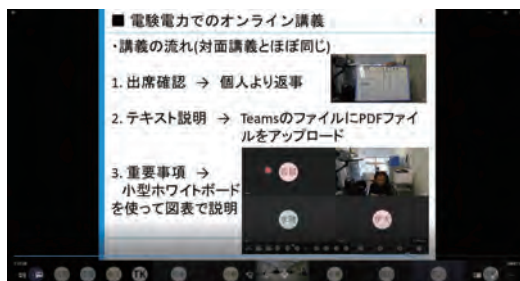 ■ 電験電力でのオンライン講義
・講義の流れ(対面講義とほぼ同じ)
1. 出席確認 → 個人より返事
2. テキスト説明 → TeamsのファイルにPDFファイ
ルをアップロード
3. 重要事項 →
小型ホワイトボード
を使って図表で説明
TK